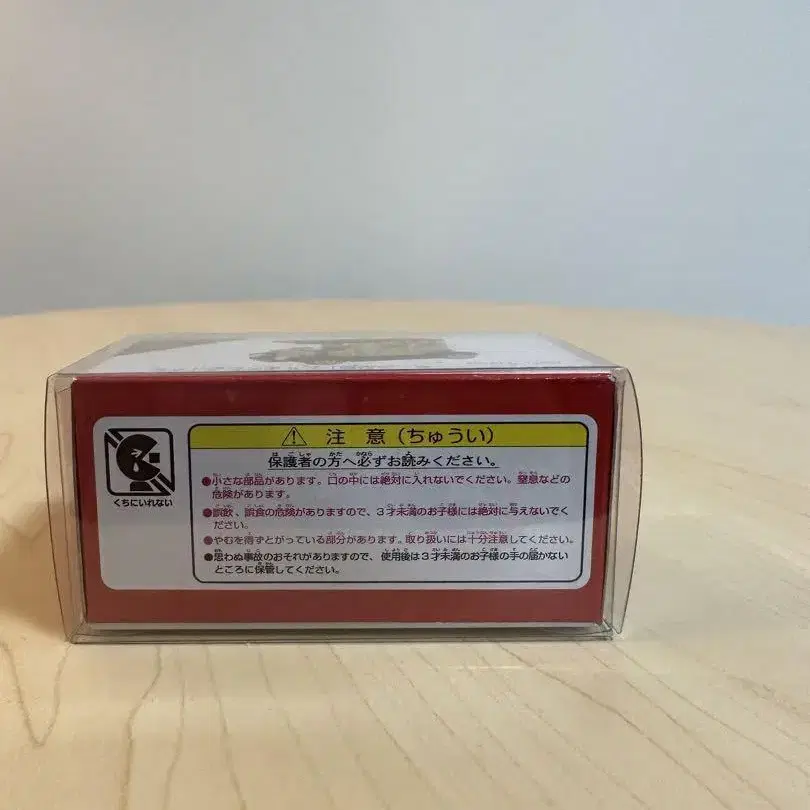 くちにいれない
注 意 (ちゅうい)
保護者の方へ必ずお読みください。
●小さな部品があります。口の中には絶対に入れないでください。窒息などの
危険があります。
●誤飲、誤食の危険がありますので、3才未満のお子様には絶対に与えないでく
ださい。
●やむを得ずとがっている部分があります。取り扱いには十分注意してください。
●思わぬ事故のおそれがありますので、使用後は3才未満のお子様の手の届かない
ところに保管してください。